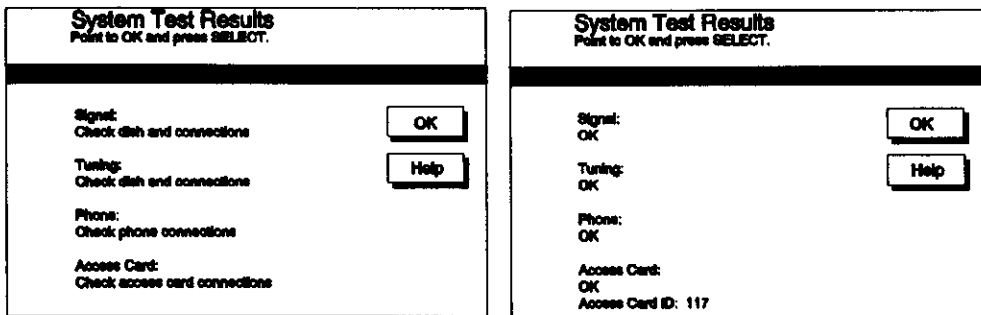 System Test Results
Point to OK and press SELECT.
Signal:
Check dish and connections
OK
Tuning:
Check dish and connections
Help
Phone:
Check phone connections
Access Card:
Check access card connections
System Test Results
Point to OK and press SELECT.
Signal:
OK
OK
Tuning:
OK
Help
Phone:
OK
Access Card:
OK
Access Card ID: 117